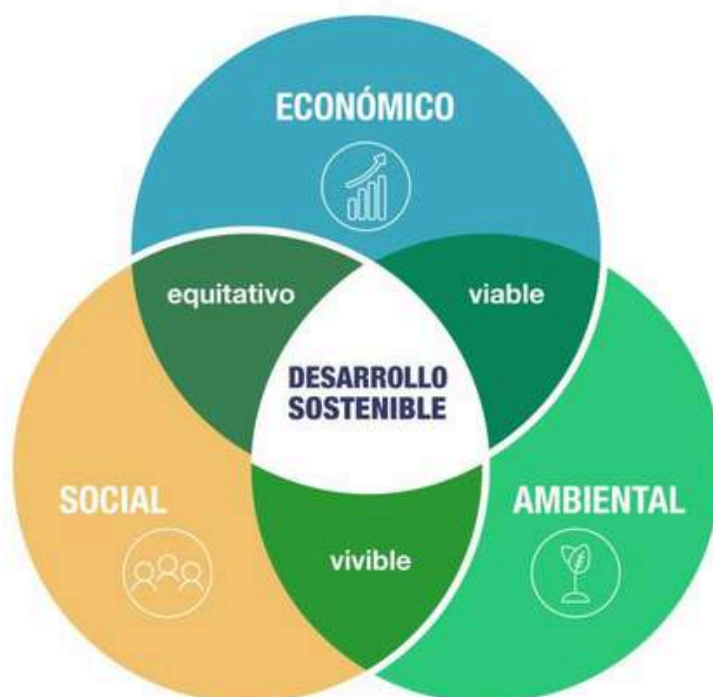 ECONÓMICO
equitativo
viable
DESARROLLO
SOSTENIBLE
SOCIAL
AMBIENTAL
vivible